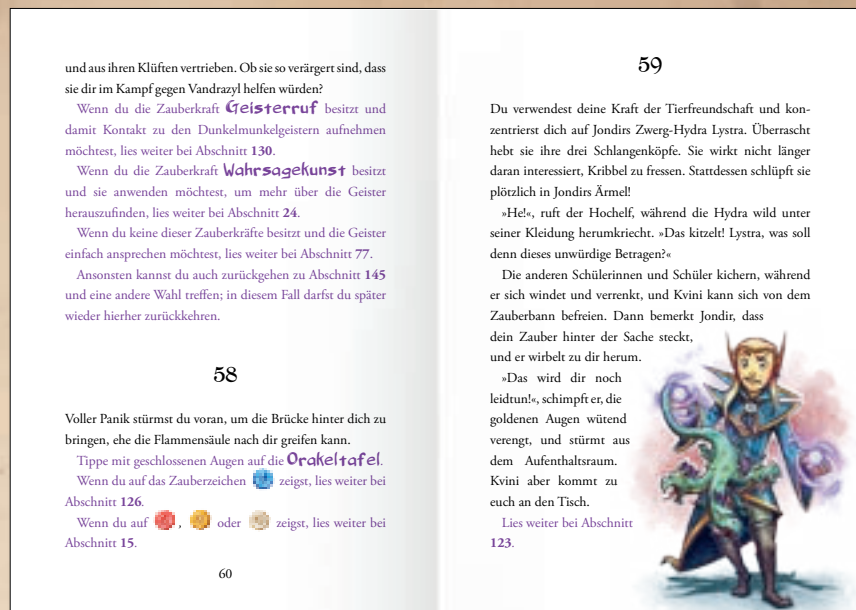 und aus ihren Klüften vertrieben. Ob sie so verärgert sind, dass
sie dir im Kampf gegen Vandrazyl helfen würden?
Wenn du die Zauberkraft Geisterruf besitzt und
damit Kontakt zu den Dunkelmunkelgeistern aufnehmen
möchtest, lies weiter bei Abschnitt 130.
Wenn du die Zauberkraft Wahrsagekunst besitzt
und sie anwenden möchtest, um mehr über die Geister
herauszufinden, lies weiter bei Abschnitt 24.
Wenn du keine dieser Zauberkräfte besitzt und die Geister
einfach ansprechen möchtest, lies weiter bei Abschnitt 77.
Ansonsten kannst du auch zurückgehen zu Abschnitt 145
und eine andere Wahl treffen; in diesem Fall darfst du später
wieder hierher zurückkehren.
58
Voller Panik stürmst du voran, um die Brücke hinter dich zu
bringen, ehe die Flammensäule nach dir greifen kann.
Tippe mit geschlossenen Augen auf die Orakeltafel.
Wenn du auf das Zauberzeichen zeigst, lies weiter bei
Abschnitt 126.
Wenn du auf , oder zeigst, lies weiter bei
Abschnitt 15.
60
59
Du verwendest deine Kraft der Tierfreundschaft und kon-
zentrierst dich auf Jondirs Zwerg-Hydra Lystra. Überrascht
hebt sie ihre drei Schlangenköpfe. Sie wirkt nicht länger
daran interessiert, Kribbel zu fressen. Stattdessen schlüpft sie
plötzlich in Jondirs Ärmel!
»He!«, ruft der Hochelf, während die Hydra wild unter
seiner Kleidung herumkriecht. »Das kitzelt! Lystra, was soll
denn dieses unwürdige Betragen?«
Die anderen Schülerinnen und Schüler kichern, während
er sich windet und verrenkt, und Kvini kann sich von dem
Zauberbann befreien. Dann bemerkt Jondir, dass
dein Zauber hinter der Sache steckt,
und er wirbelt zu dir herum.
»Das wird dir noch
leidtun!«, schimpft er, die
goldenen Augen wütend
verengt, und stürmt aus
dem Aufenthaltsraum.
Kvini aber kommt zu
euch an den Tisch.
Lies weiter bei Abschnitt
123.